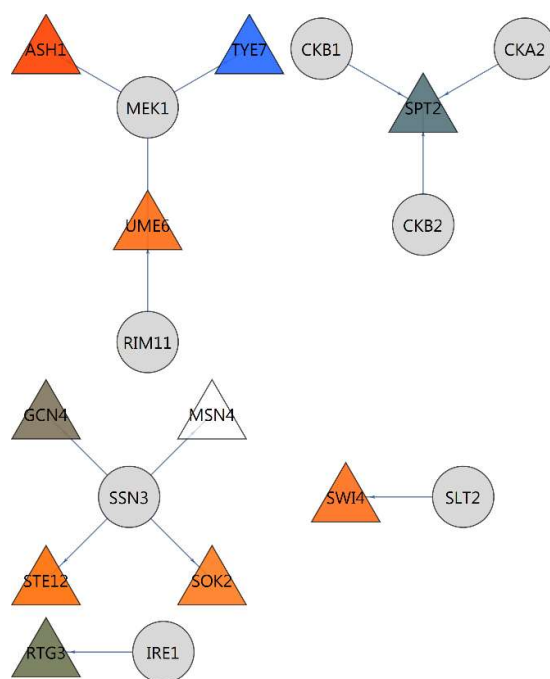 ASH1
TYE7
MEK1
UME6
RIM11
CKB1
CKA2
SPT2
CKB2
GCN4
MSN4
SSN3
STE12
SOK2
SWI4
SLT2
RTG3
IRE1